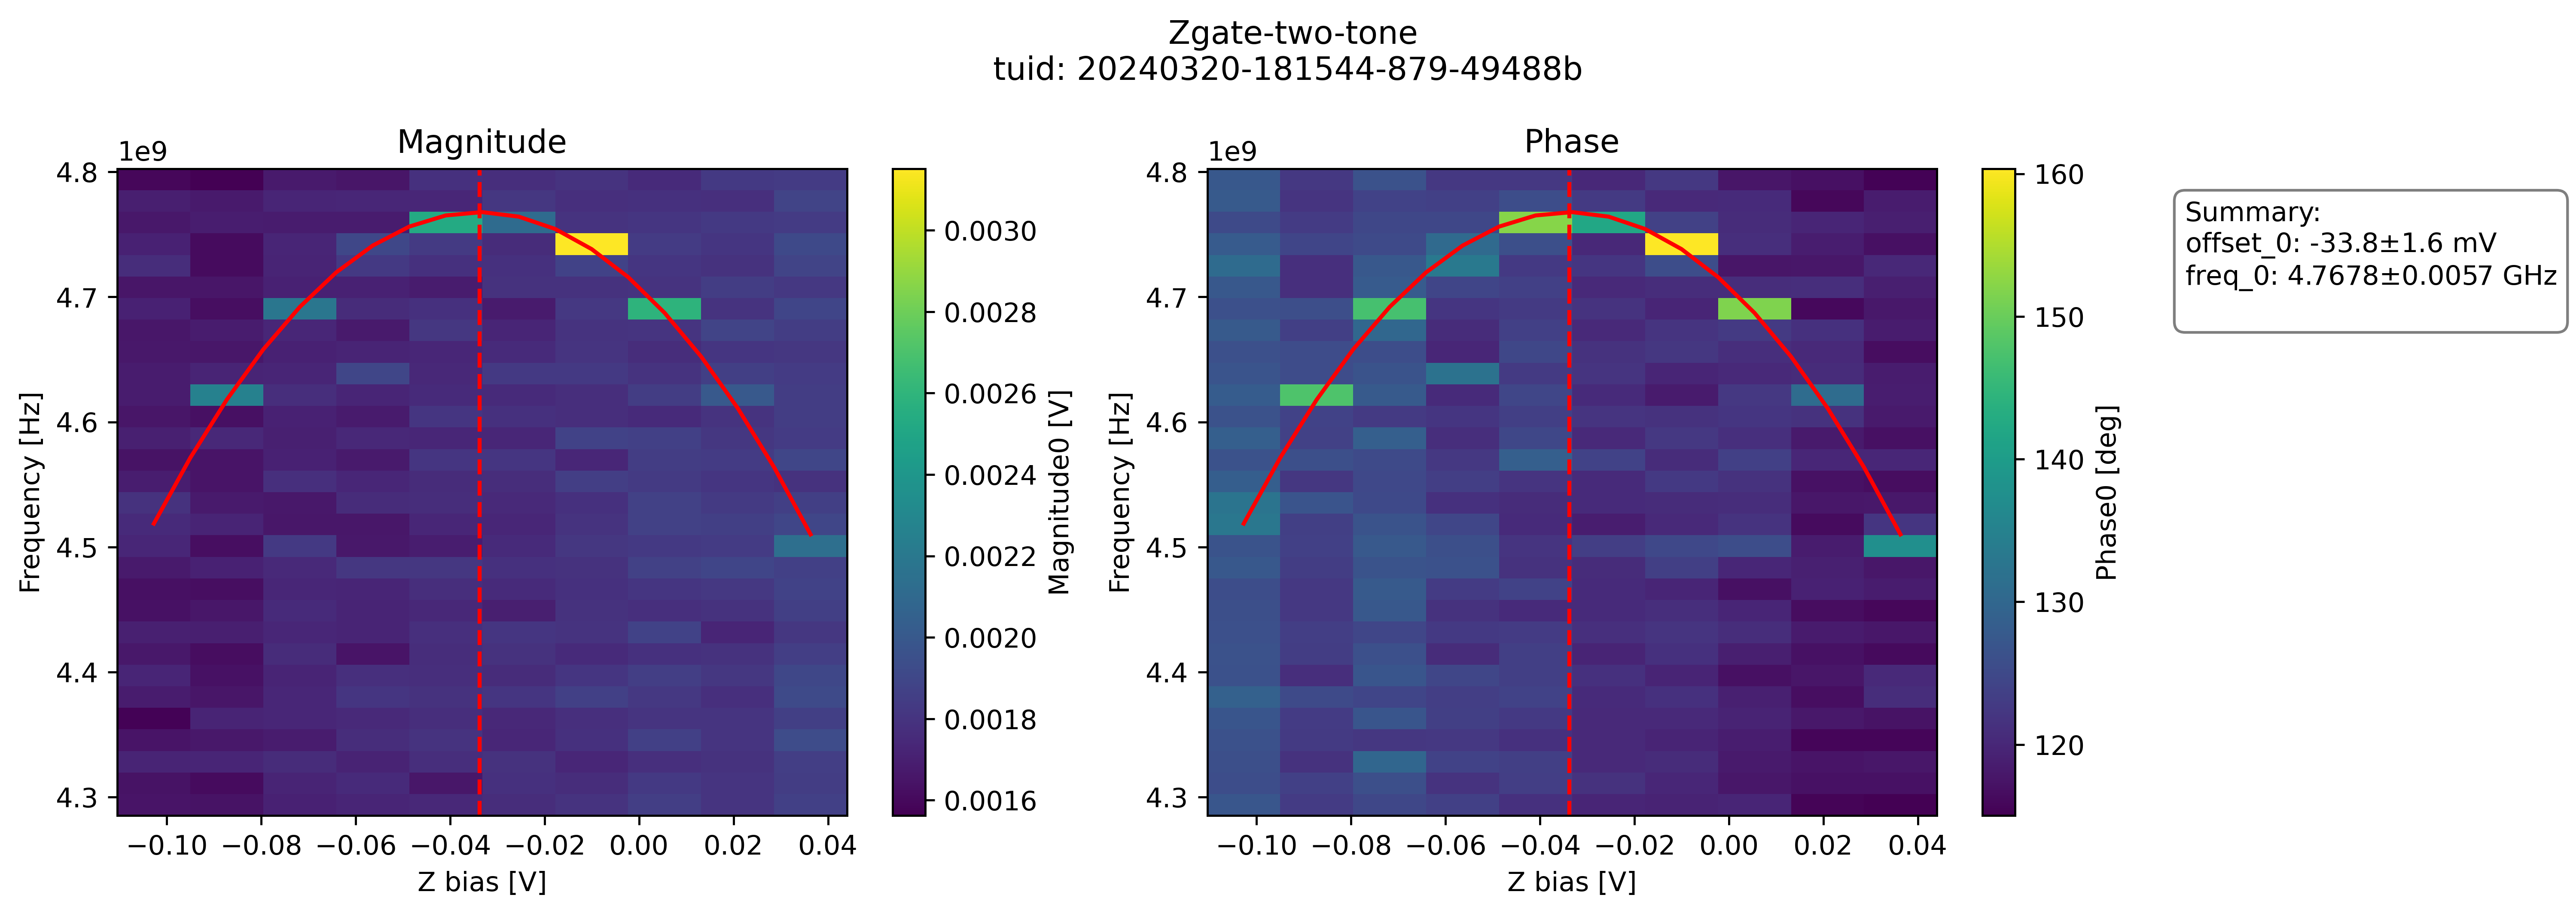 Zgate-two-tone
tuid: 20240320-181544-879-49488b
Magnitude
1e9
4.8
4.7
4.6
4.5
4.4
4.3
Frequency [Hz]
−0.10 −0.08 −0.06 −0.04 −0.02 0.00 0.02 0.04
Z bias [V]
0.0030
0.0028
0.0026
0.0024
0.0022
0.0020
0.0018
0.0016
Magnitude0 [V]
Phase
1e9
4.8
4.7
4.6
4.5
4.4
4.3
Frequency [Hz]
−0.10 −0.08 −0.06 −0.04 −0.02 0.00 0.02 0.04
Z bias [V]
160
150
140
130
120
Phase0 [deg]
Summary:
offset_0: -33.8±1.6 mV
freq_0: 4.7678±0.0057 GHz